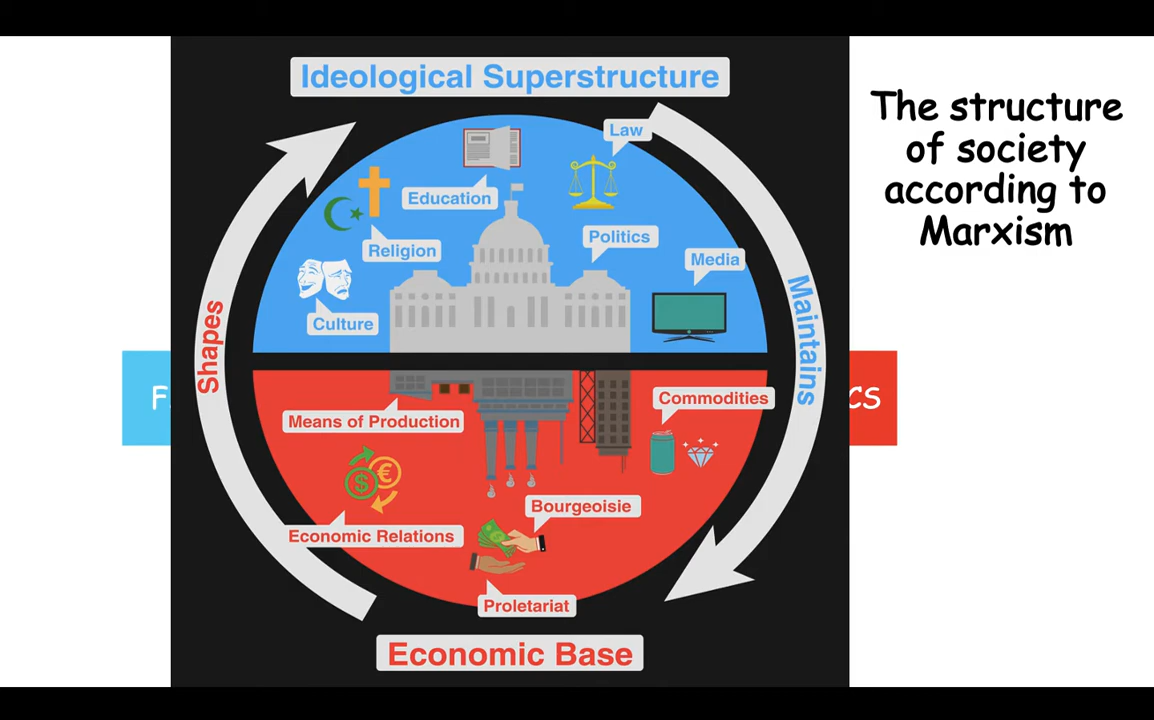 Ideological Superstructure
The structure
of society
according to
Marxism
Law
Education
Politics
Religion
Media
Culture
Shapes
Maintains
F
CS
Means of Production
Commodities
Bourgeoisie
Economic Relations
Proletariat
Economic Base